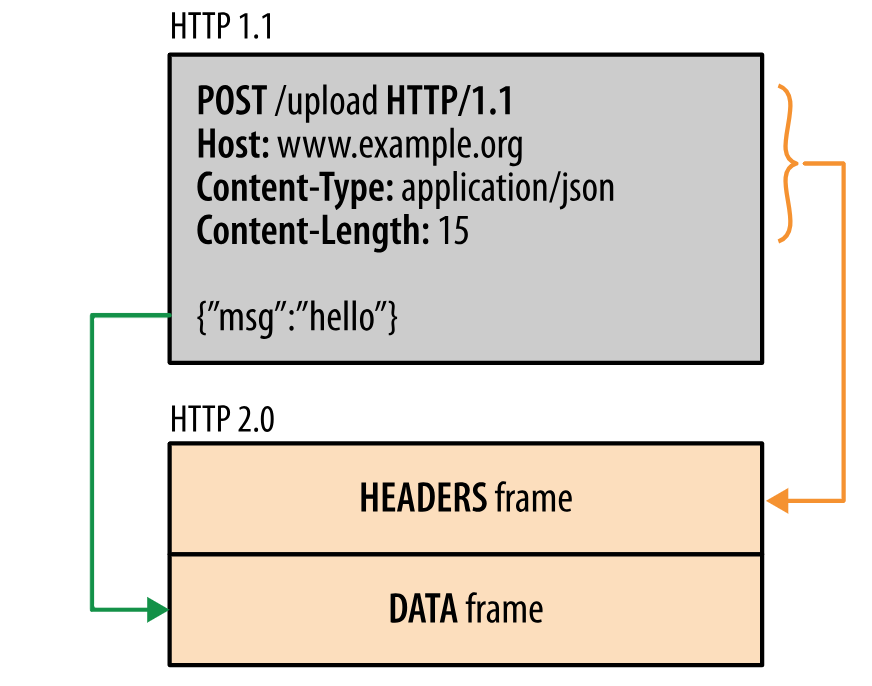 HTTP 1.1
POST /upload HTTP/1.1
Host: www.example.org
Content-Type: application/json
Content-Length: 15
{”msg”:”hello”}
HTTP 2.0
HEADERS frame
DATA frame